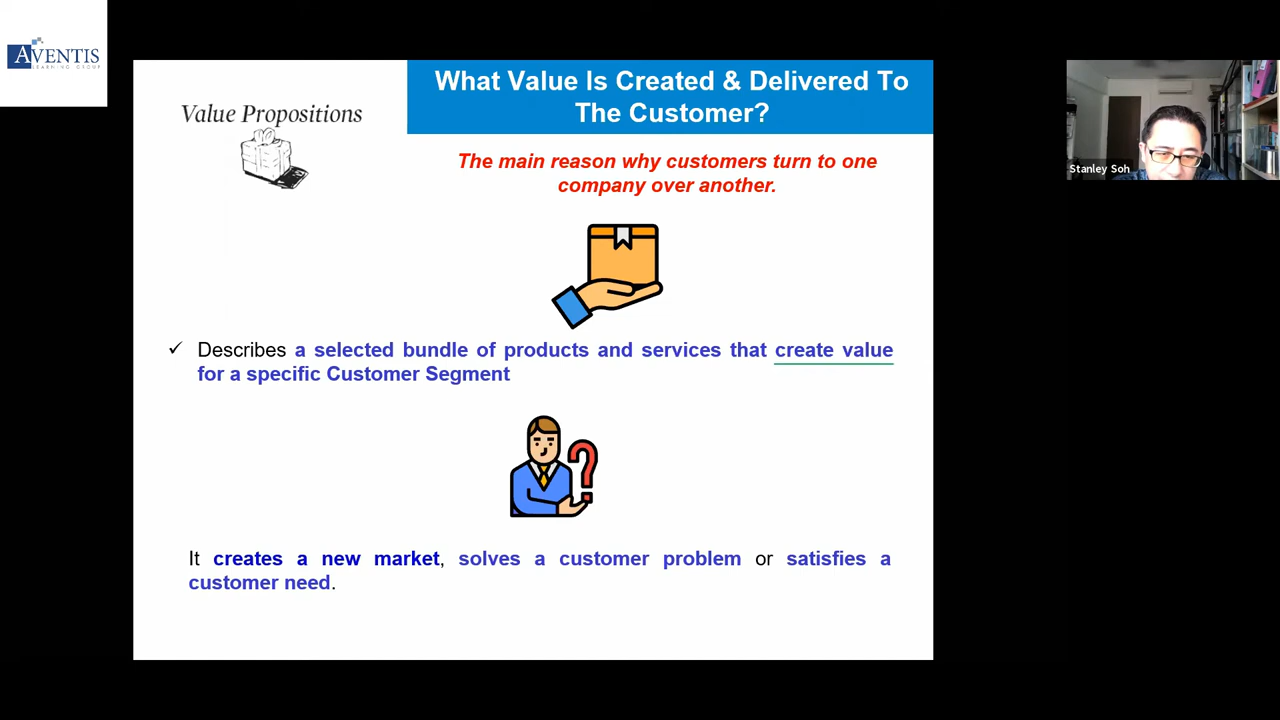 AVENTIS
LEARNING GROUP
Value Propositions
What Value Is Created & Delivered To
The Customer?
The main reason why customers turn to one
company over another.
Stanley Soh
✓ Describes a selected bundle of products and services that create value
for a specific Customer Segment
It creates a new market, solves a customer problem or satisfies a
customer need.